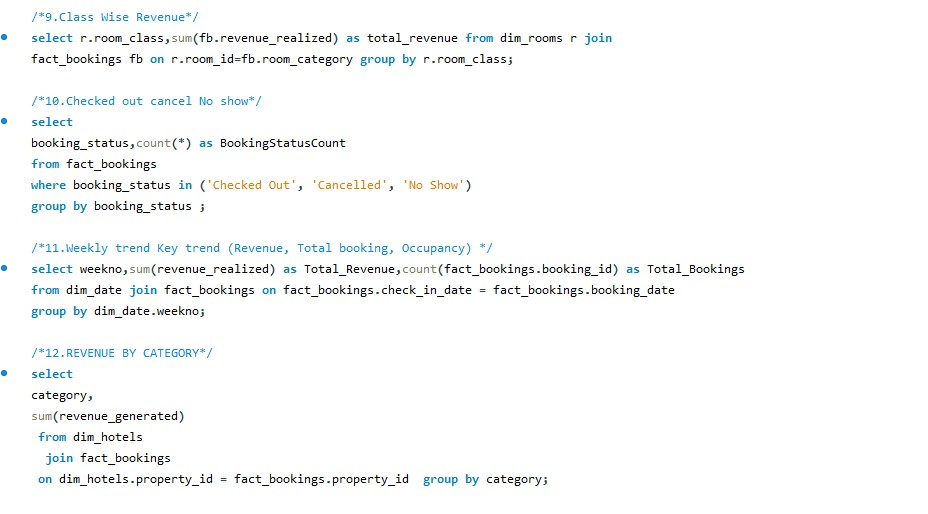 /*9.Class Wise Revenue*/
select r.room_class,sum(fb.revenue_realized) as total_revenue from dim_rooms r join
fact_bookings fb on r.room_id=fb.room_category group by r.room_class;
/*10.Checked out cancel No show*/
select
booking_status,count(*) as BookingStatusCount
from fact_bookings
where booking_status in ('Checked Out', 'Cancelled', 'No Show')
group by booking_status ;
/*11.Weekly trend Key trend (Revenue, Total booking, Occupancy) */
select weekno,sum(revenue_realized) as Total_Revenue,count(fact_bookings.booking_id) as Total_Bookings
from dim_date join fact_bookings on fact_bookings.check_in_date = fact_bookings.booking_date
group by dim_date.weekno;
/*12.REVENUE BY CATEGORY*/
select
category,
sum(revenue_generated)
from dim_hotels
join fact_bookings
on dim_hotels.property_id = fact_bookings.property_id  group by category;